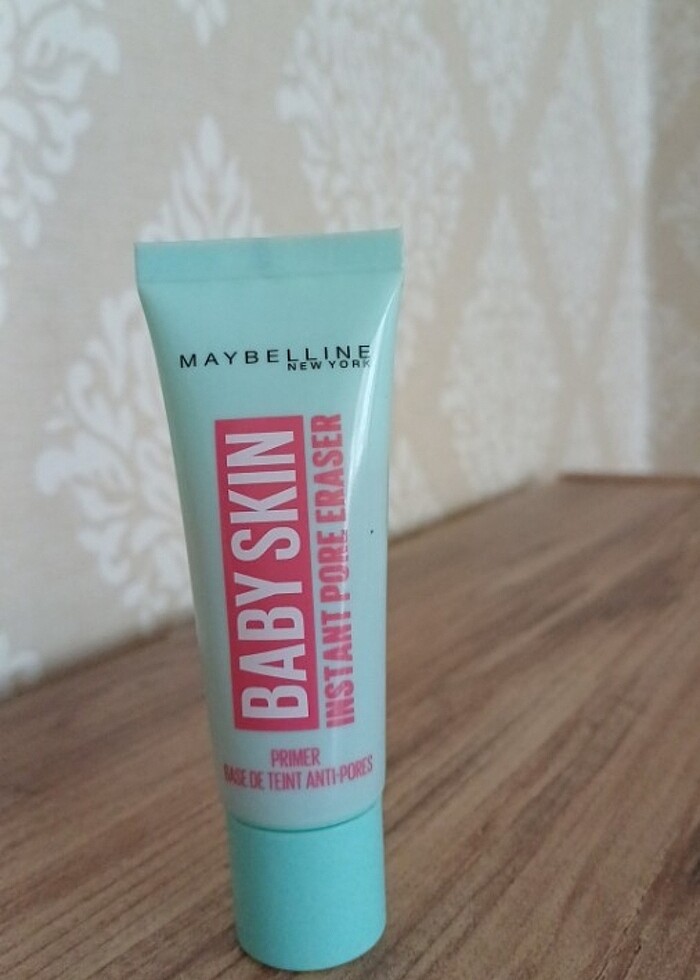 MAYBELLINE
NEW YORK
BABY SKIN
INSTANT PORE ERASER
PRIMER
BASE DE TEINT ANTI-PORES